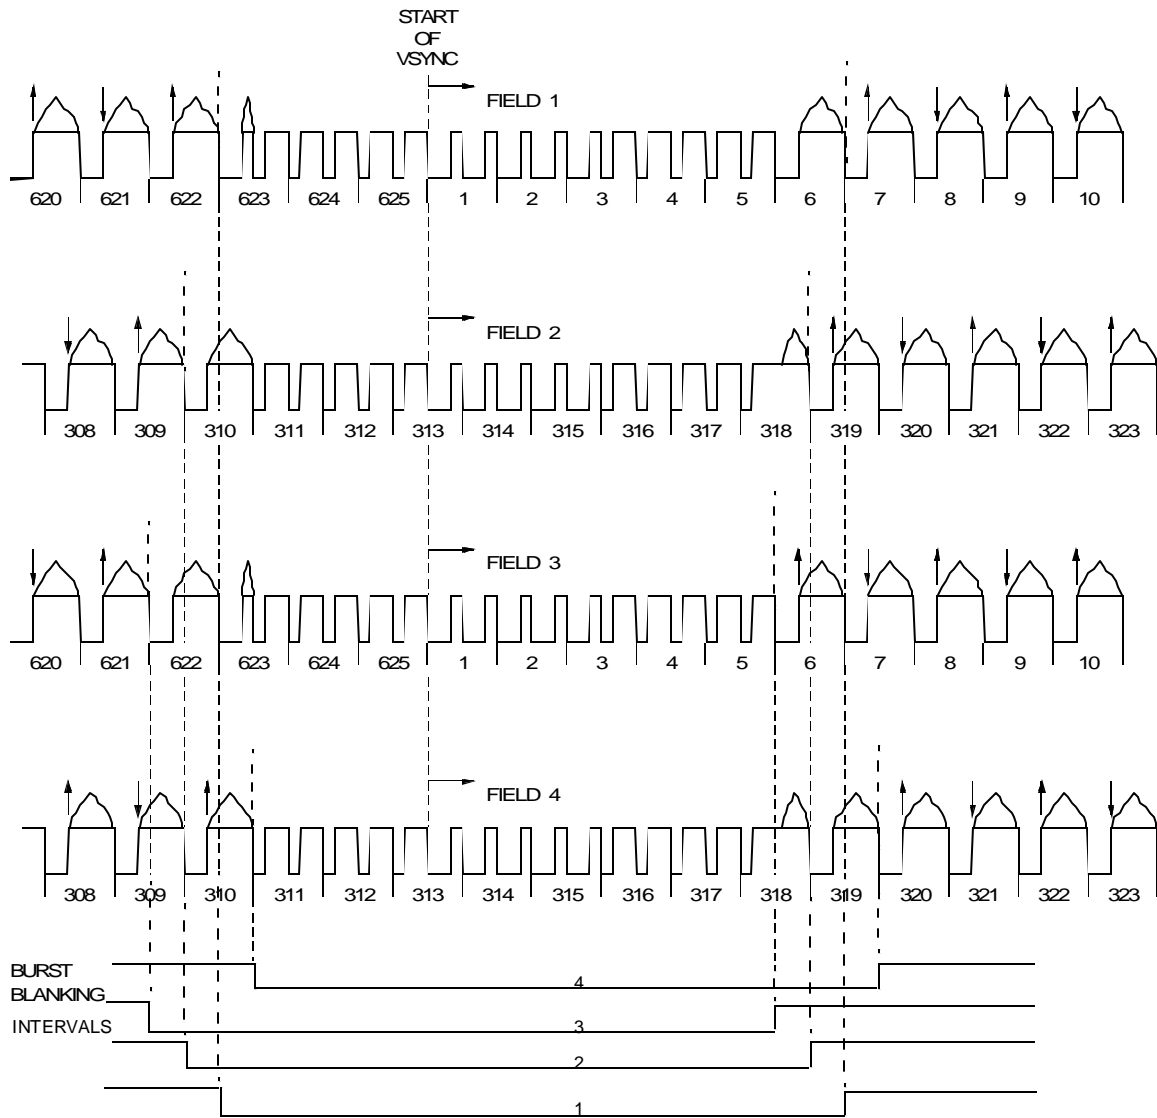 START
OF
VSYNC
FIELD 1
620 621 622 623 624 625 1 2 3 4 5 6 7 8 9 10
FIELD 2
308 309 310 311 312 313 314 315 316 317 318 319 320 321 322 323
FIELD 3
620 621 622 623 624 625 1 2 3 4 5 6 7 8 9 10
FIELD 4
308 309 310 311 312 313 314 315 316 317 318 319 320 321 322 323
BURST
BLANKING
INTERVALS
4
3
2
1